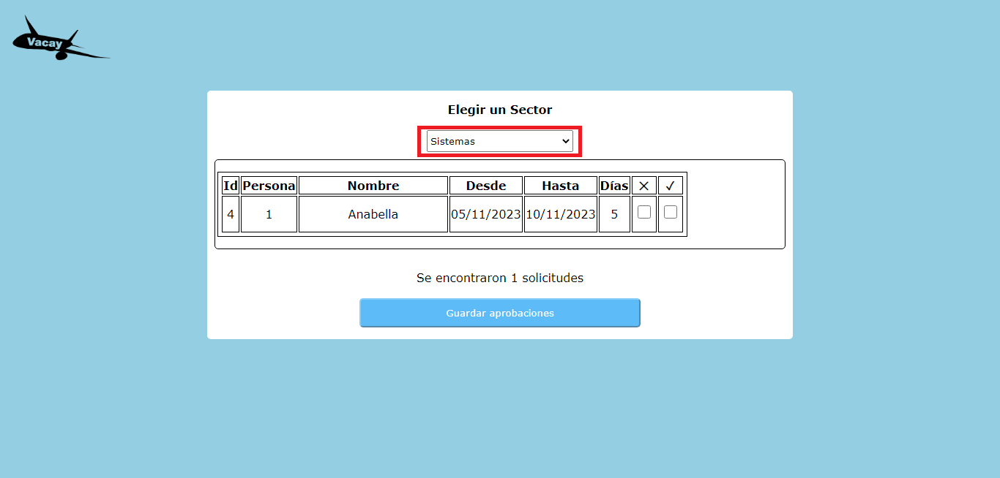 Vacay
Elegir un Sector
Sistemas
Id Persona Nombre Desde Hasta Días ✕ ✓
4 1 Anabella 05/11/2023 10/11/2023 5
Se encontraron 1 solicitudes
Guardar aprobaciones